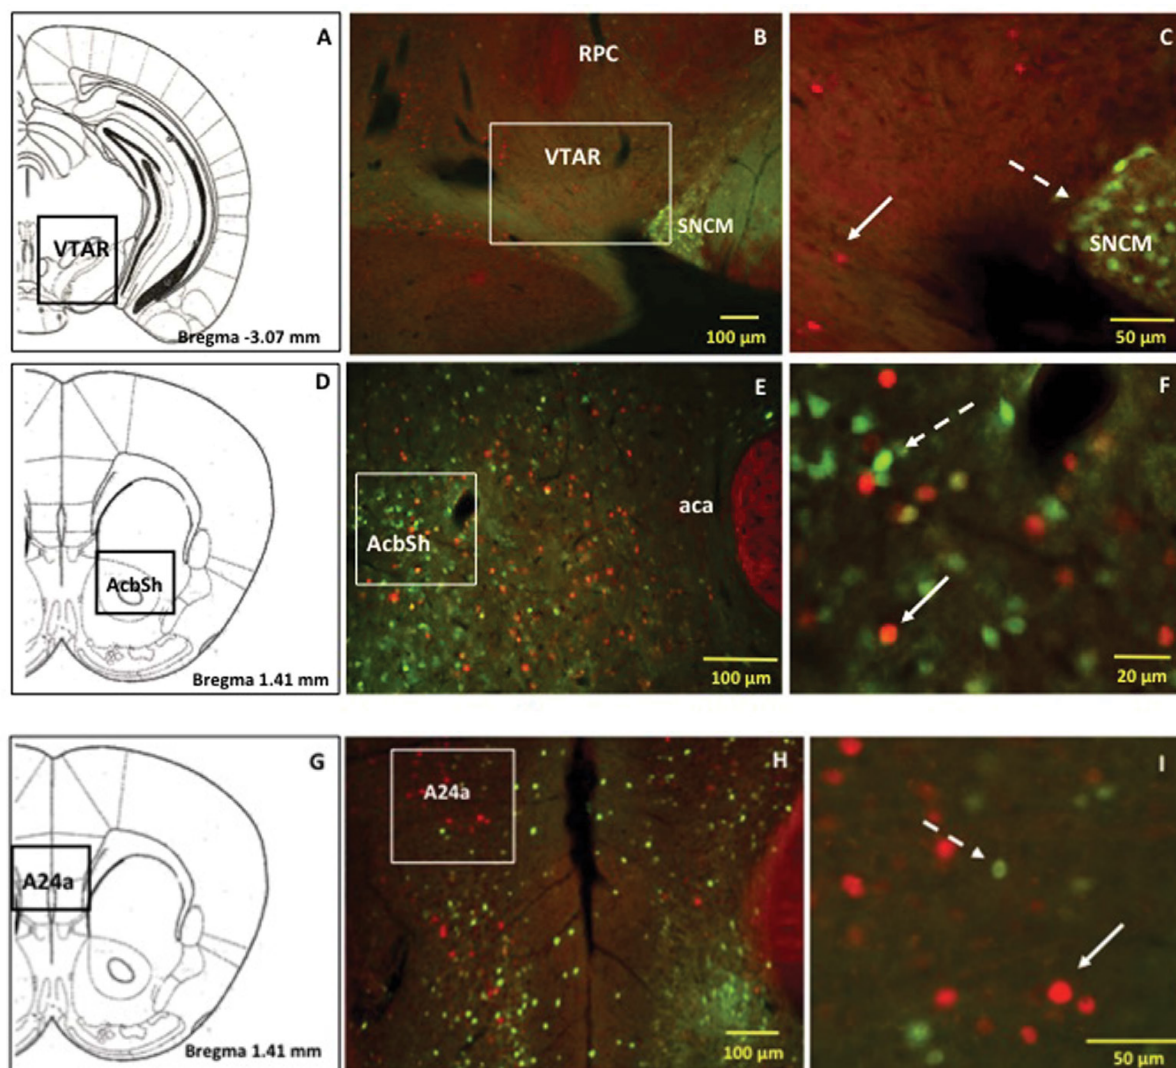 A
VTAR
Bregma -3.07 mm
B
RPC
VTAR
SNCM
100 µm
C
SNCM
50 µm
D
AcbSh
Bregma 1.41 mm
E
AcbSh
aca
100 µm
F
20 µm
G
A24a
Bregma 1.41 mm
H
A24a
100 µm
I
50 µm